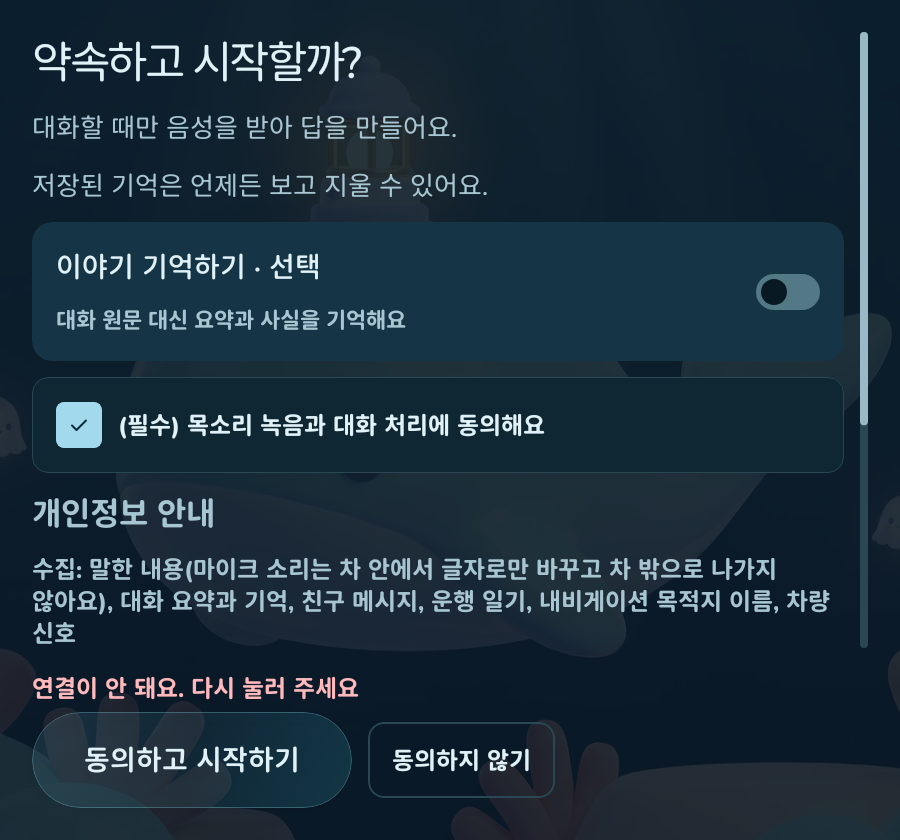 약속하고 시작할까?
대화할 때만 음성을 받아 답을 만들어요.
저장된 기억은 언제든 보고 지울 수 있어요.
이야기 기억하기 · 선택
대화 원문 대신 요약과 사실을 기억해요
(필수) 목소리 녹음과 대화 처리에 동의해요
개인정보 안내
수집: 말한 내용(마이크 소리는 차 안에서 글자로만 바꾸고 차 밖으로 나가지
않아요), 대화 요약과 기억, 친구 메시지, 운행 일기, 내비게이션 목적지 이름, 차량
신호
연결이 안 돼요. 다시 눌러 주세요
동의하고 시작하기
동의하지 않기